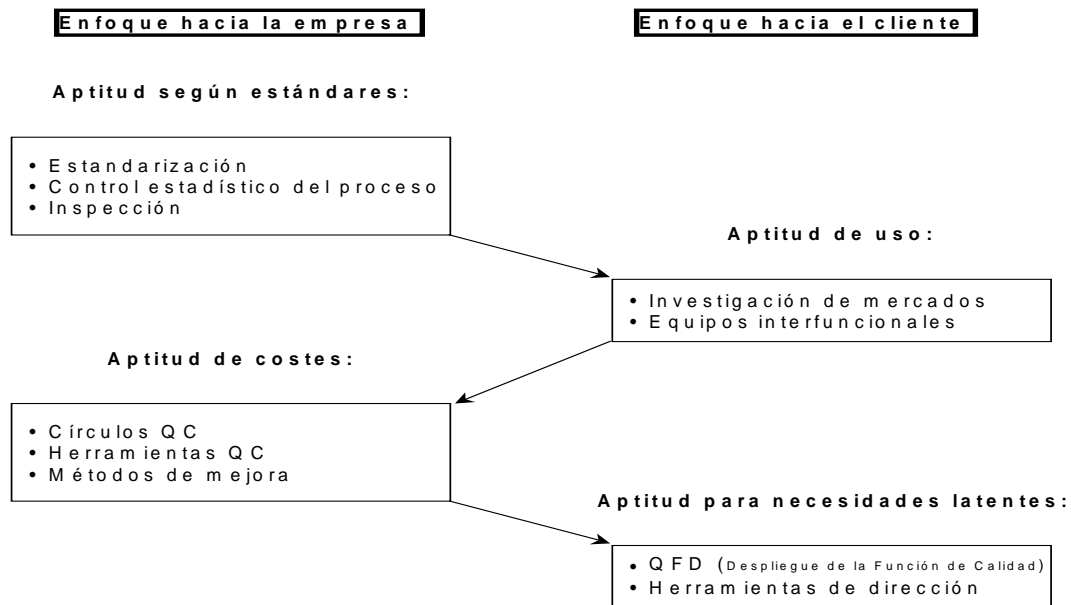 Enfoque hacia la empresa
Enfoque hacia el cliente
Aptitud según estándares:
• Estandarización
• Control estadístico del proceso
• Inspección
Aptitud de uso:
• Investigación de mercados
• Equipos interfuncionales
Aptitud de costes:
• Círculos QC
• Herramientas QC
• Métodos de mejora
Aptitud para necesidades latentes:
• QFD (Despliegue de la Función de Calidad)
• Herramientas de dirección